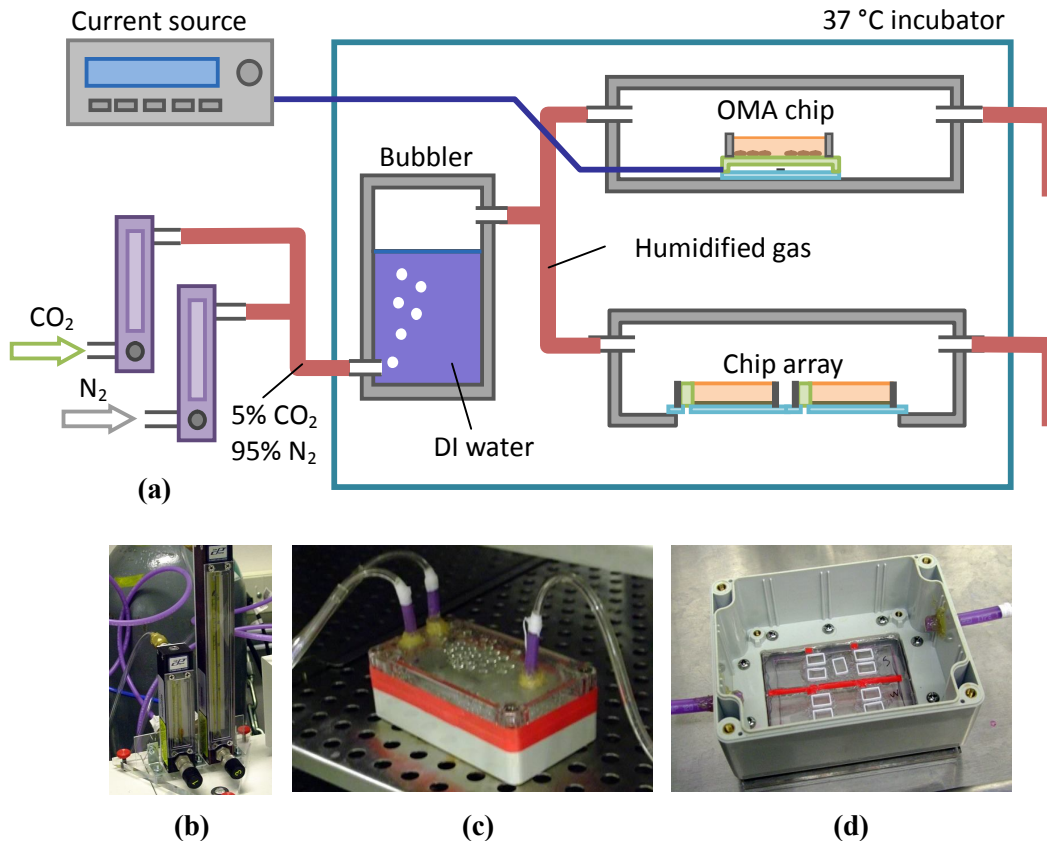 Current source
37 °C incubator
OMA chip
Bubbler
Humidified gas
CO₂
Chip array
N₂
5% CO₂
95% N₂
DI water
(a)
(b)
(c)
(d)